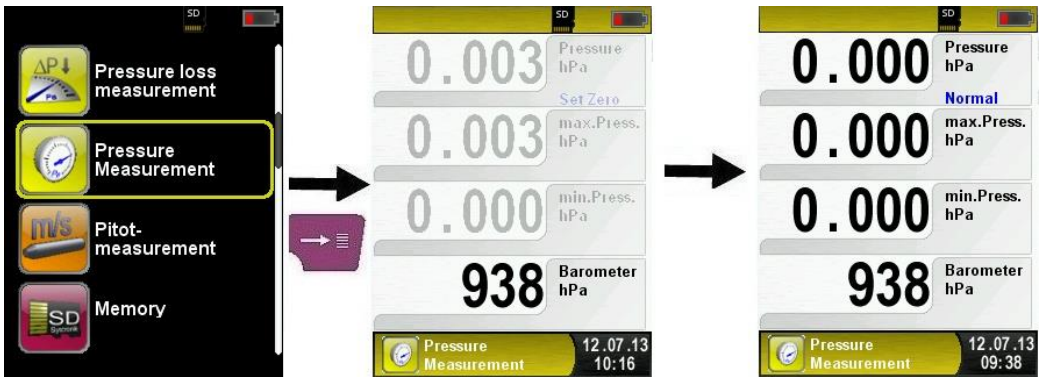 SD
ΔP↓
Pa
Pressure loss
measurement
Pressure
Measurement
m/s
Pitot-
measurement
SD
Systronik
Memory
SD
0.003 Pressure
hPa
Set Zero
0.003 max.Press.
hPa
0.000 min.Press.
hPa
938 Barometer
hPa
Pressure
Measurement
12.07.13
10:16
SD
0.000 Pressure
hPa
Normal
0.000 max.Press.
hPa
0.000 min.Press.
hPa
938 Barometer
hPa
Pressure
Measurement
12.07.13
09:38